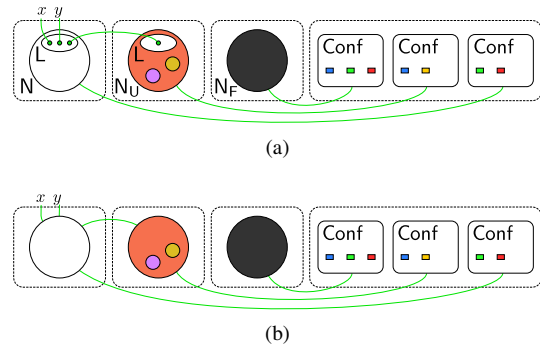 x y
L L Conf Conf Conf
N N_U N_F
(a)
x y
Conf Conf Conf
(b)